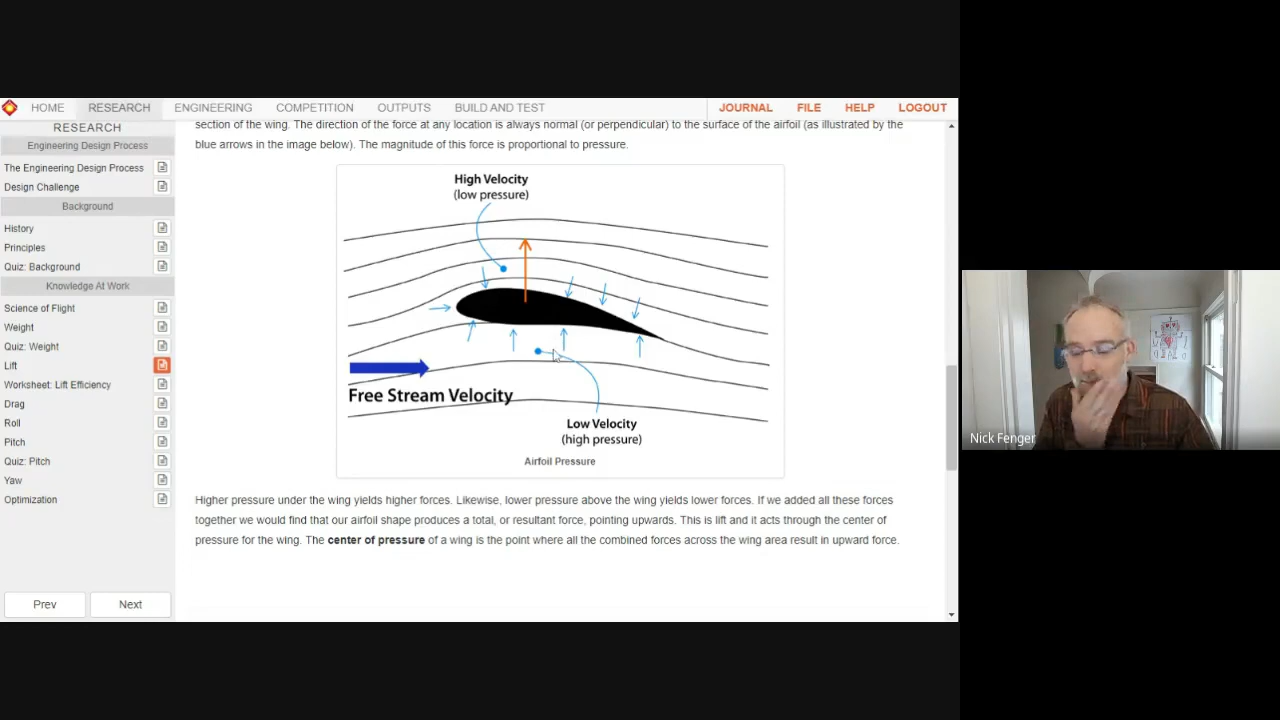 HOME RESEARCH ENGINEERING COMPETITION OUTPUTS BUILD AND TEST JOURNAL FILE HELP LOGOUT
RESEARCH
Engineering Design Process
The Engineering Design Process
Design Challenge
Background
History
Principles
Quiz: Background
Knowledge At Work
Science of Flight
Weight
Quiz: Weight
Lift
Worksheet: Lift Efficiency
Drag
Roll
Pitch
Quiz: Pitch
Yaw
Optimization
Prev Next
section of the wing. The direction of the force at any location is always normal (or perpendicular) to the surface of the airfoil (as illustrated by the
blue arrows in the image below). The magnitude of this force is proportional to pressure.
High Velocity
(low pressure)
Free Stream Velocity
Low Velocity
(high pressure)
Airfoil Pressure
Higher pressure under the wing yields higher forces. Likewise, lower pressure above the wing yields lower forces. If we added all these forces
together we would find that our airfoil shape produces a total, or resultant force, pointing upwards. This is lift and it acts through the center of
pressure for the wing. The center of pressure of a wing is the point where all the combined forces across the wing area result in upward force.
Nick Fenger